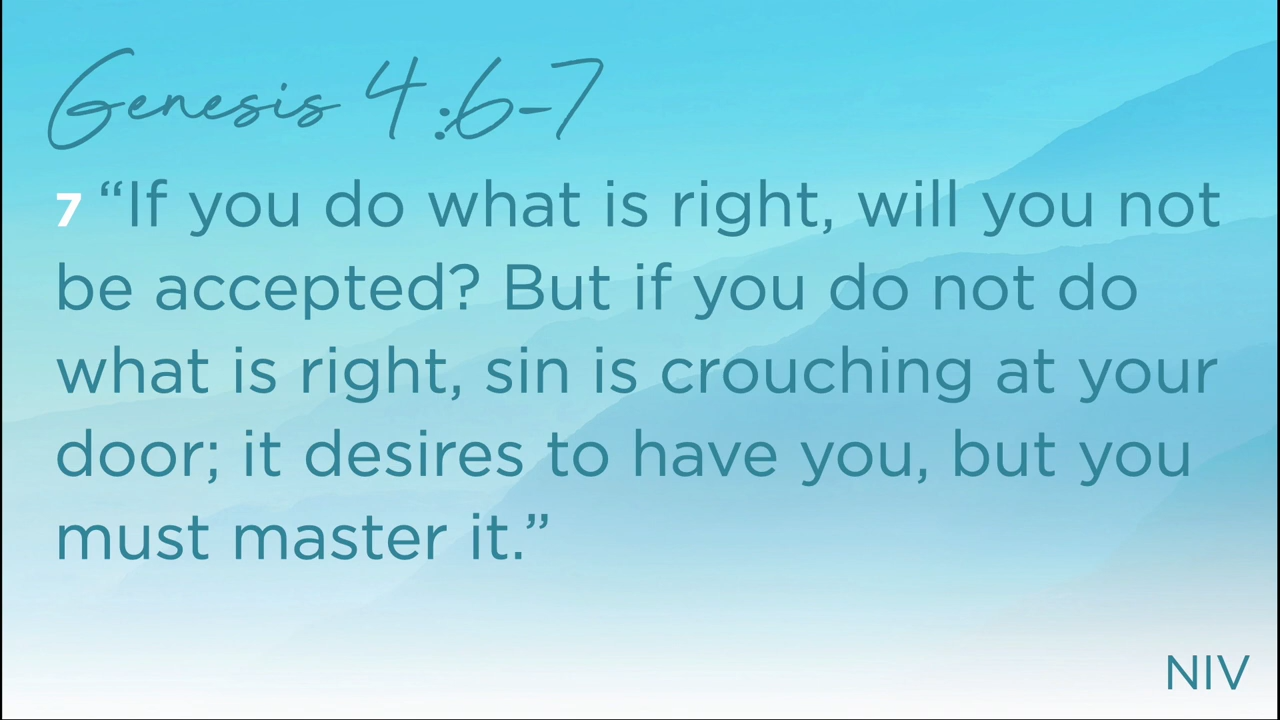 Genesis 4:6-7
7 “If you do what is right, will you not
be accepted? But if you do not do
what is right, sin is crouching at your
door; it desires to have you, but you
must master it.”
NIV